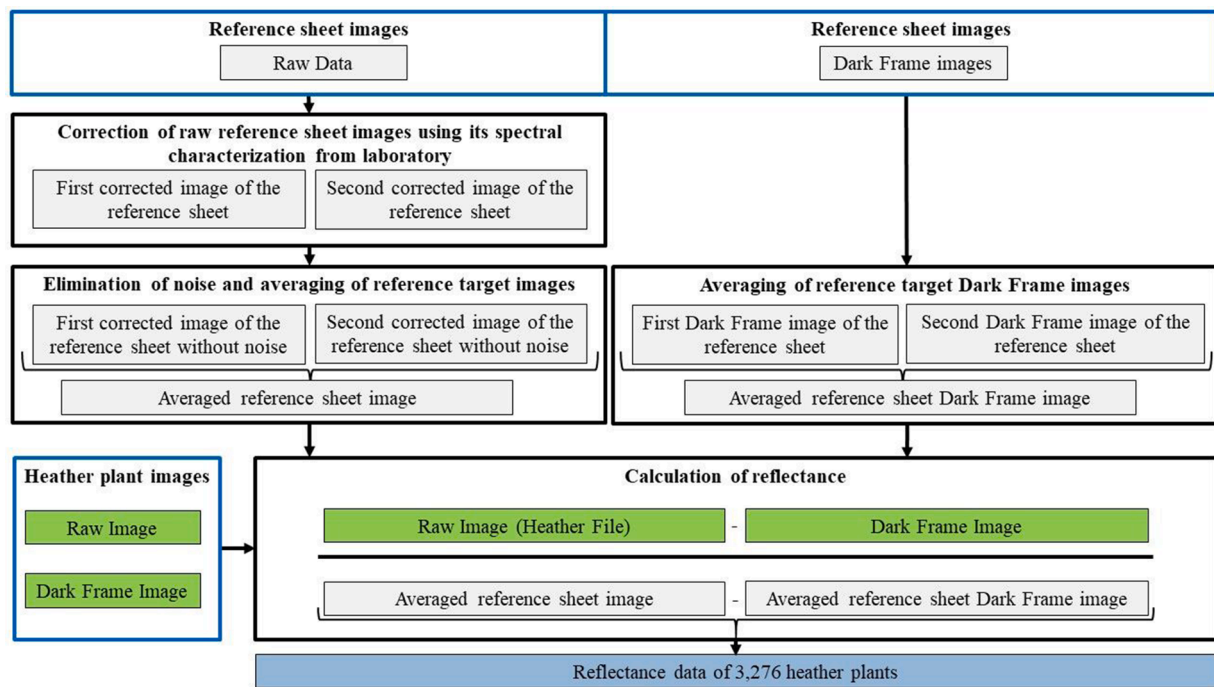 Reference sheet images
Raw Data
Reference sheet images
Dark Frame images
Correction of raw reference sheet images using its spectral
characterization from laboratory
First corrected image of the
reference sheet
Second corrected image of the
reference sheet
Elimination of noise and averaging of reference target images
First corrected image of the
reference sheet without noise
Second corrected image of the
reference sheet without noise
Averaged reference sheet image
Averaging of reference target Dark Frame images
First Dark Frame image of the
reference sheet
Second Dark Frame image of the
reference sheet
Averaged reference sheet Dark Frame image
Heather plant images
Raw Image
Dark Frame Image
Calculation of reflectance
Raw Image (Heather File) - Dark Frame Image
Averaged reference sheet image - Averaged reference sheet Dark Frame image
Reflectance data of 3,276 heather plants